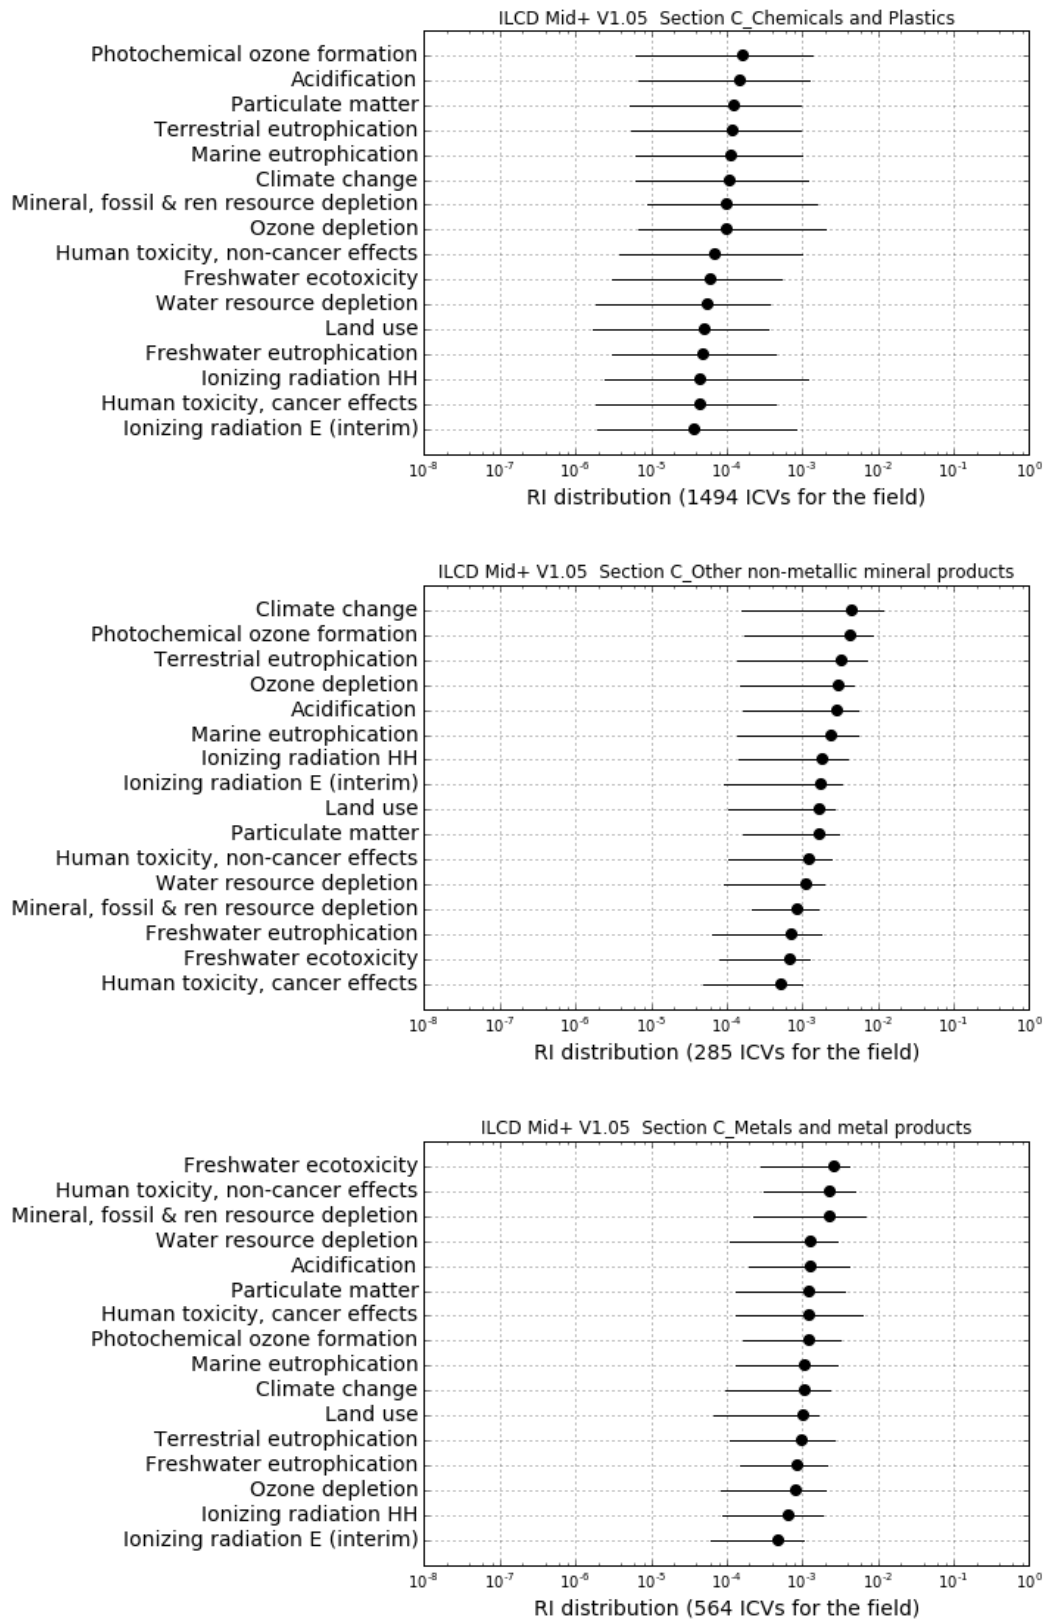 ILCD Mid+ V1.05 Section C_Chemicals and Plastics
Photochemical ozone formation
Acidification
Particulate matter
Terrestrial eutrophication
Marine eutrophication
Climate change
Mineral, fossil & ren resource depletion
Ozone depletion
Human toxicity, non-cancer effects
Freshwater ecotoxicity
Water resource depletion
Land use
Freshwater eutrophication
Ionizing radiation HH
Human toxicity, cancer effects
Ionizing radiation E (interim)
10⁻⁸ 10⁻⁷ 10⁻⁶ 10⁻⁵ 10⁻⁴ 10⁻³ 10⁻² 10⁻¹ 10⁰
RI distribution (1494 ICVs for the field)
ILCD Mid+ V1.05 Section C_Other non-metallic mineral products
Climate change
Photochemical ozone formation
Terrestrial eutrophication
Ozone depletion
Acidification
Marine eutrophication
Ionizing radiation HH
Ionizing radiation E (interim)
Land use
Particulate matter
Human toxicity, non-cancer effects
Water resource depletion
Mineral, fossil & ren resource depletion
Freshwater eutrophication
Freshwater ecotoxicity
Human toxicity, cancer effects
10⁻⁸ 10⁻⁷ 10⁻⁶ 10⁻⁵ 10⁻⁴ 10⁻³ 10⁻² 10⁻¹ 10⁰
RI distribution (285 ICVs for the field)
ILCD Mid+ V1.05 Section C_Metals and metal products
Freshwater ecotoxicity
Human toxicity, non-cancer effects
Mineral, fossil & ren resource depletion
Water resource depletion
Acidification
Particulate matter
Human toxicity, cancer effects
Photochemical ozone formation
Marine eutrophication
Climate change
Land use
Terrestrial eutrophication
Freshwater eutrophication
Ozone depletion
Ionizing radiation HH
Ionizing radiation E (interim)
10⁻⁸ 10⁻⁷ 10⁻⁶ 10⁻⁵ 10⁻⁴ 10⁻³ 10⁻² 10⁻¹ 10⁰
RI distribution (564 ICVs for the field)